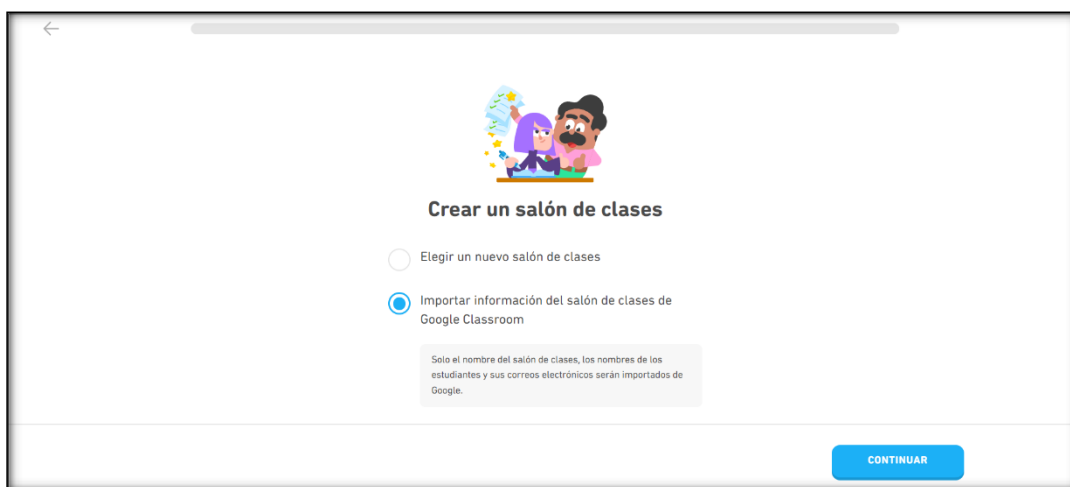 Crear un salón de clases
Elegir un nuevo salón de clases
Importar información del salón de clases de
Google Classroom
Solo el nombre del salón de clases, los nombres de los
estudiantes y sus correos electrónicos serán importados de
Google.
CONTINUAR